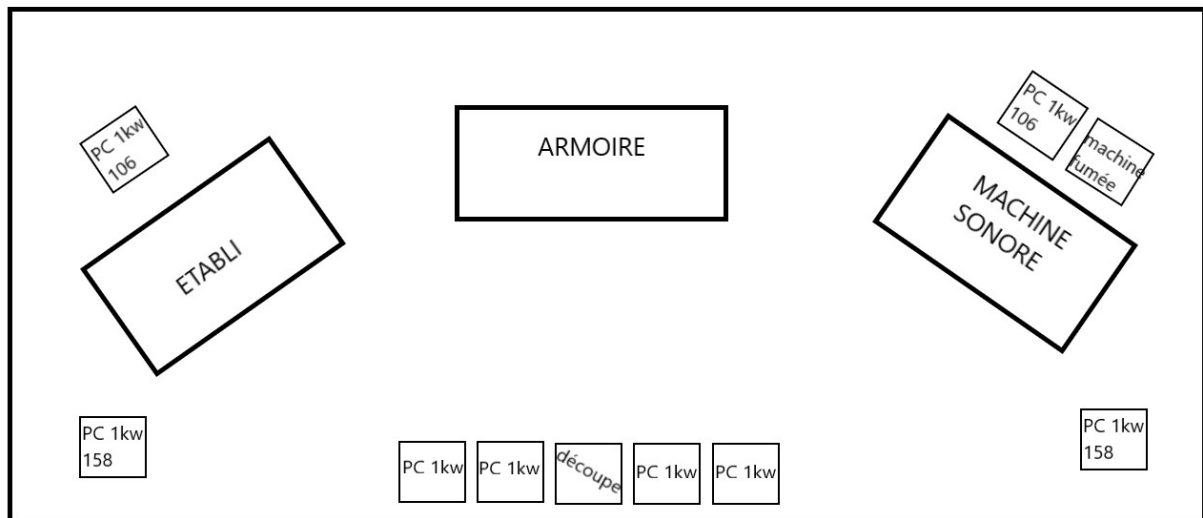 PC 1kw
106
ARMOIRE
PC 1kw
106
machine
fumée
ETABLI
MACHINE
SONORE
PC 1kw
158
PC 1kw
PC 1kw
découpe
PC 1kw
PC 1kw
PC 1kw
158